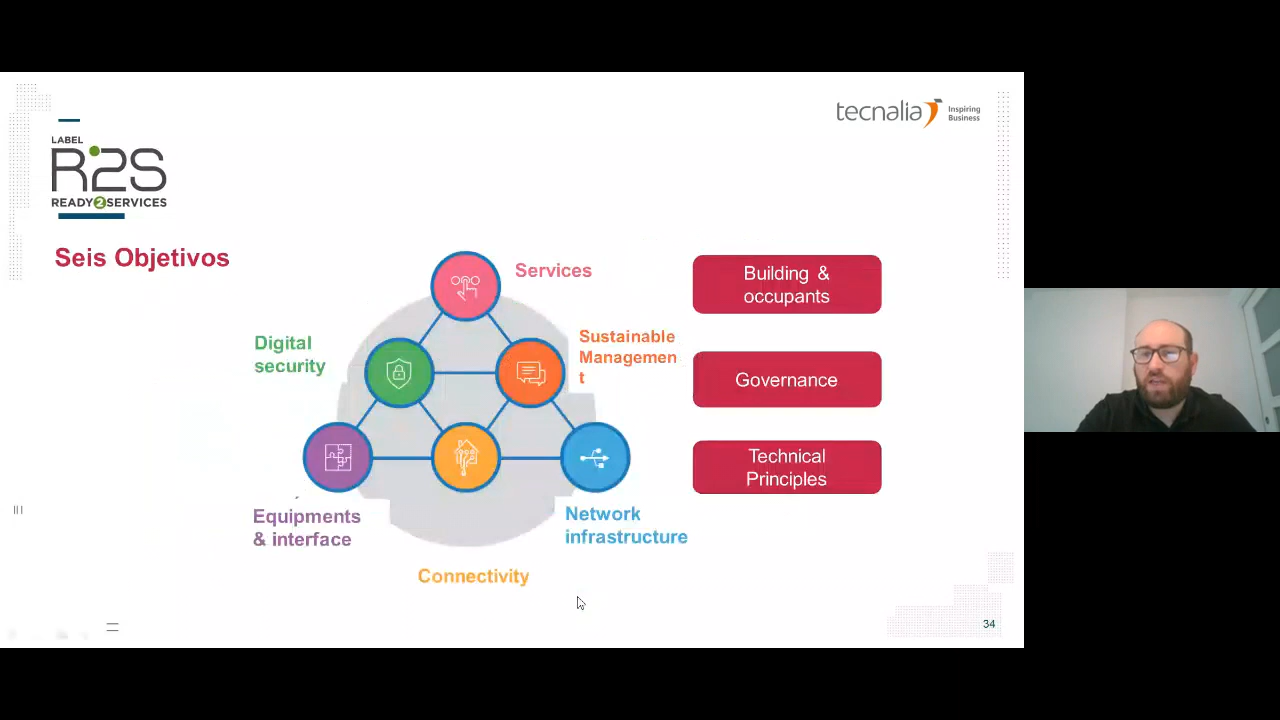 tecnalia
Inspiring
Business
LABEL
R2S
READY2SERVICES
Seis Objetivos
Services
Building &
occupants
Digital
security
Sustainable
Managemen
t
Governance
Technical
Principles
Equipments
& interface
Network
infrastructure
Connectivity
34